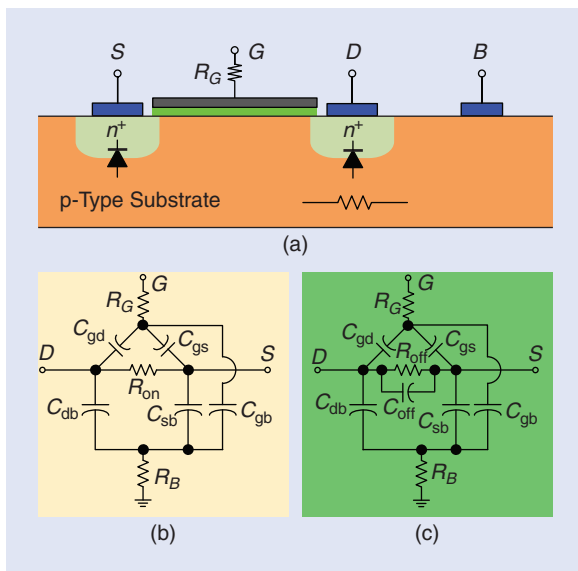 S G D B
R_G
n+ n+
p-Type Substrate
(a)
G G
R_G R_G
C_gd C_gs C_gd C_gs
D S D R_off S
R_on
C_db C_sb C_gb C_db C_off C_sb C_gb
R_B R_B
(b) (c)